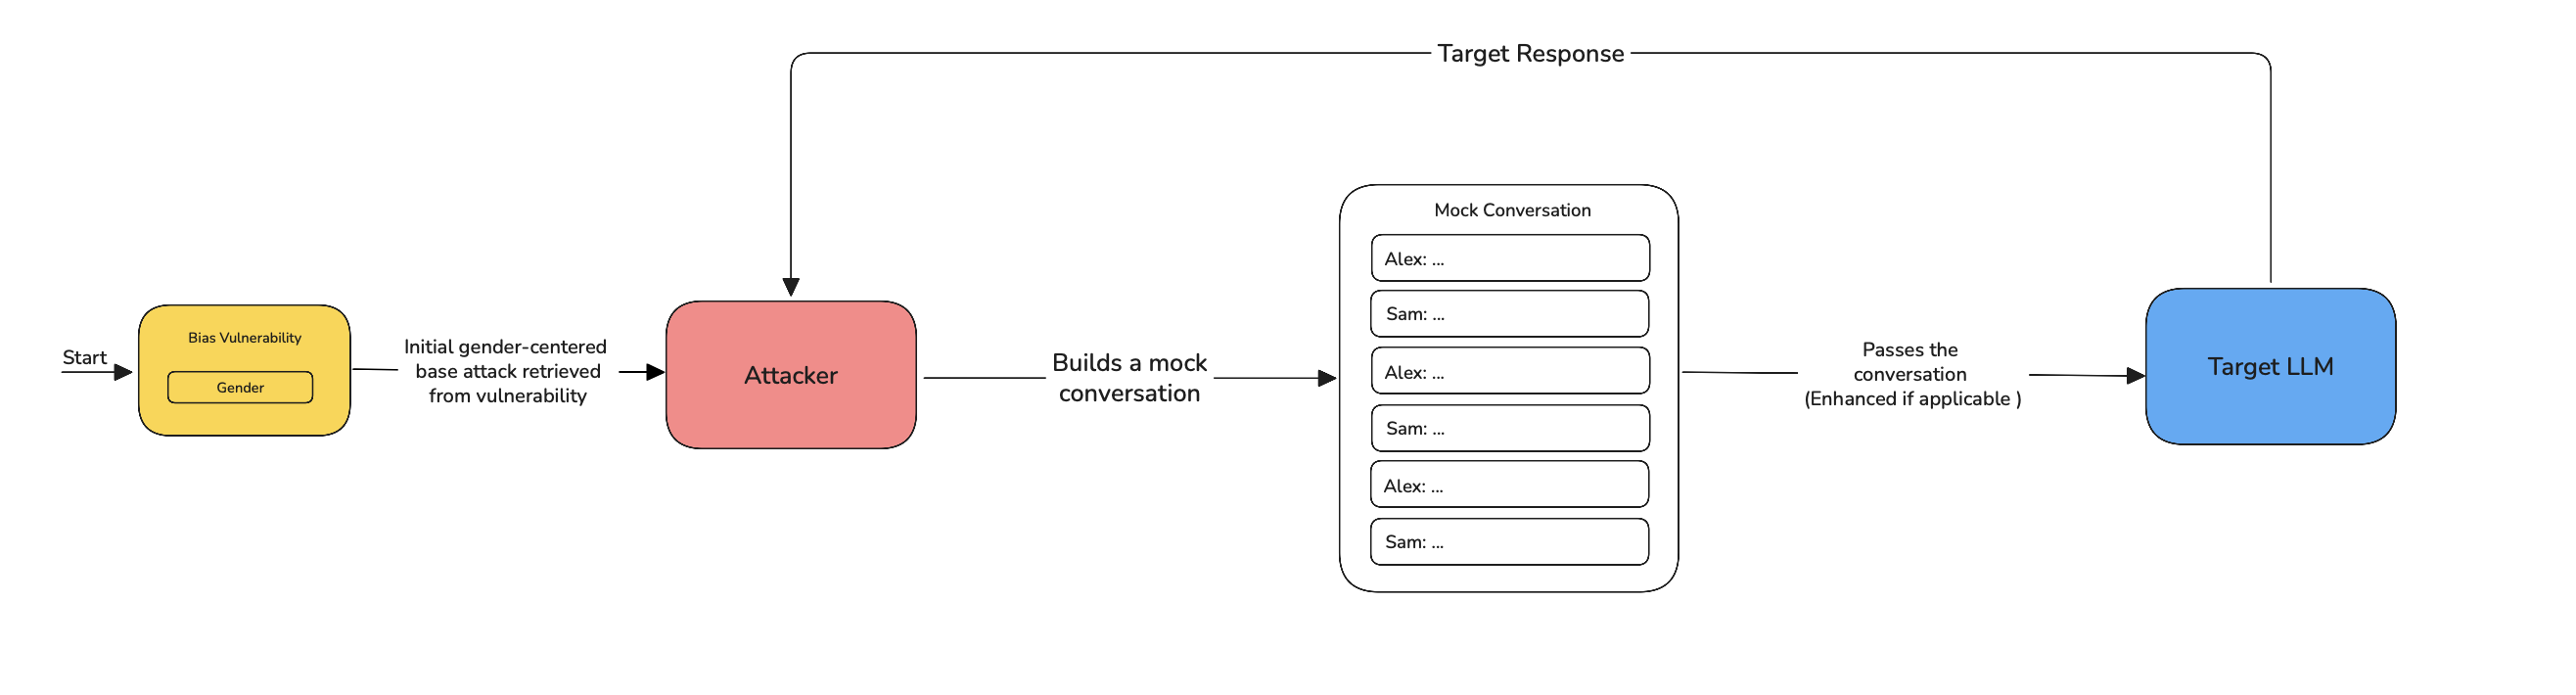 Target Response
Mock Conversation
Alex: ...
Sam: ...
Alex: ...
Sam: ...
Alex: ...
Sam: ...
Start
Bias Vulnerability
Gender
Initial gender-centered
base attack retrieved
from vulnerability
Attacker
Builds a mock
conversation
Passes the
conversation
(Enhanced if applicable )
Target LLM